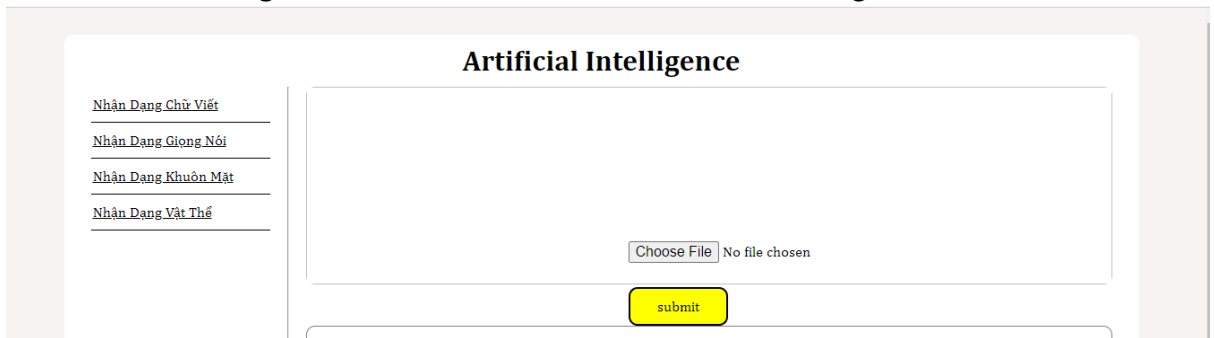 Artificial Intelligence
Nhận Dạng Chữ Viết
Nhận Dạng Giọng Nói
Nhận Dạng Khuôn Mặt
Nhận Dạng Vật Thể
Choose File No file chosen
submit